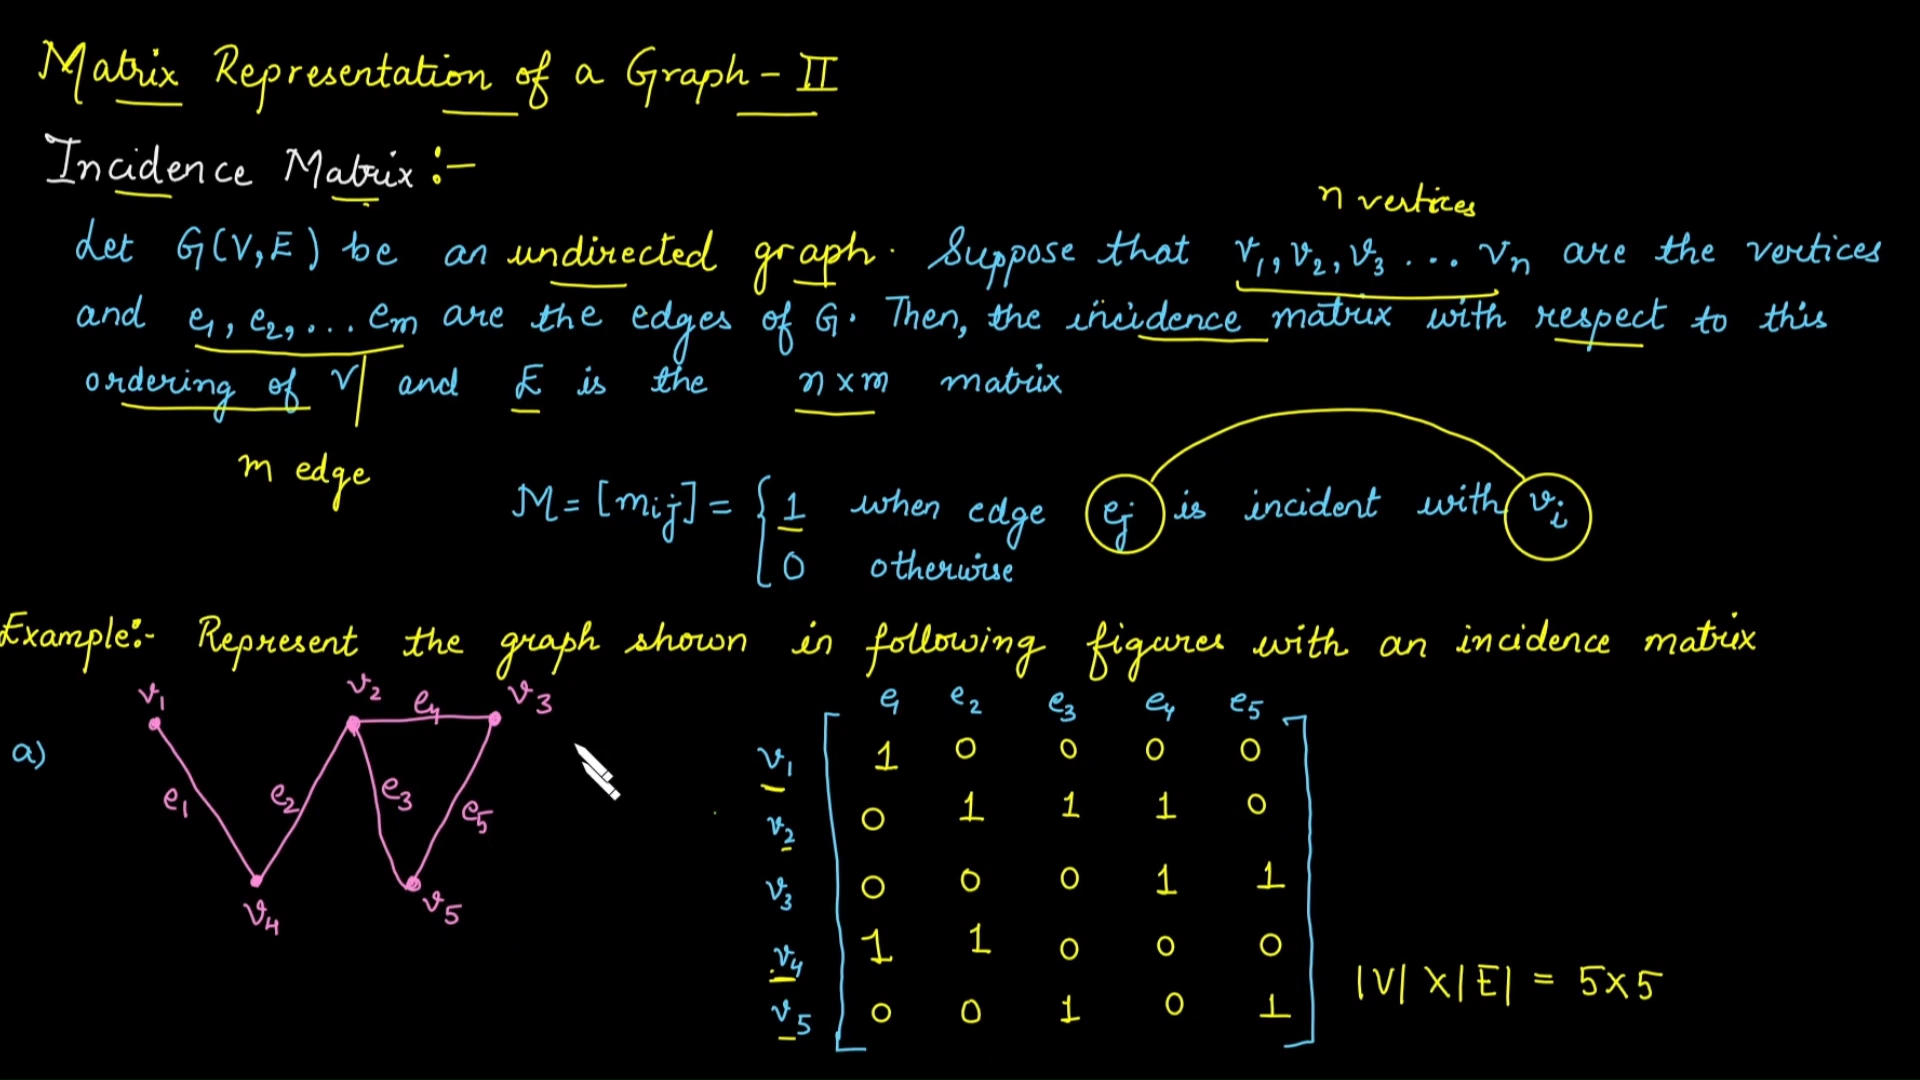 Matrix Representation of a Graph - II
Incidence Matrix :-
n vertices
Let G(V,E) be an undirected graph. Suppose that v₁, v₂, v₃ ... vₙ are the vertices
and e₁, e₂, ... eₘ are the edges of G. Then, the incidence matrix with respect to this
ordering of V and E is the n x m matrix
m edge
M = [mᵢⱼ] = { 1 when edge eⱼ is incident with vᵢ
0 otherwise
Example:- Represent the graph shown in following figures with an incidence matrix
a)
v₁ v₂ e₄ v₃
e₁ e₂ e₃ e₅
v₄ v₅
e₁ e₂ e₃ e₄ e₅
v₁ 1 0 0 0 0
v₂ 0 1 1 1 0
v₃ 0 0 0 1 1
v₄ 1 1 0 0 0
v₅ 0 0 1 0 1
|V| X |E| = 5x5